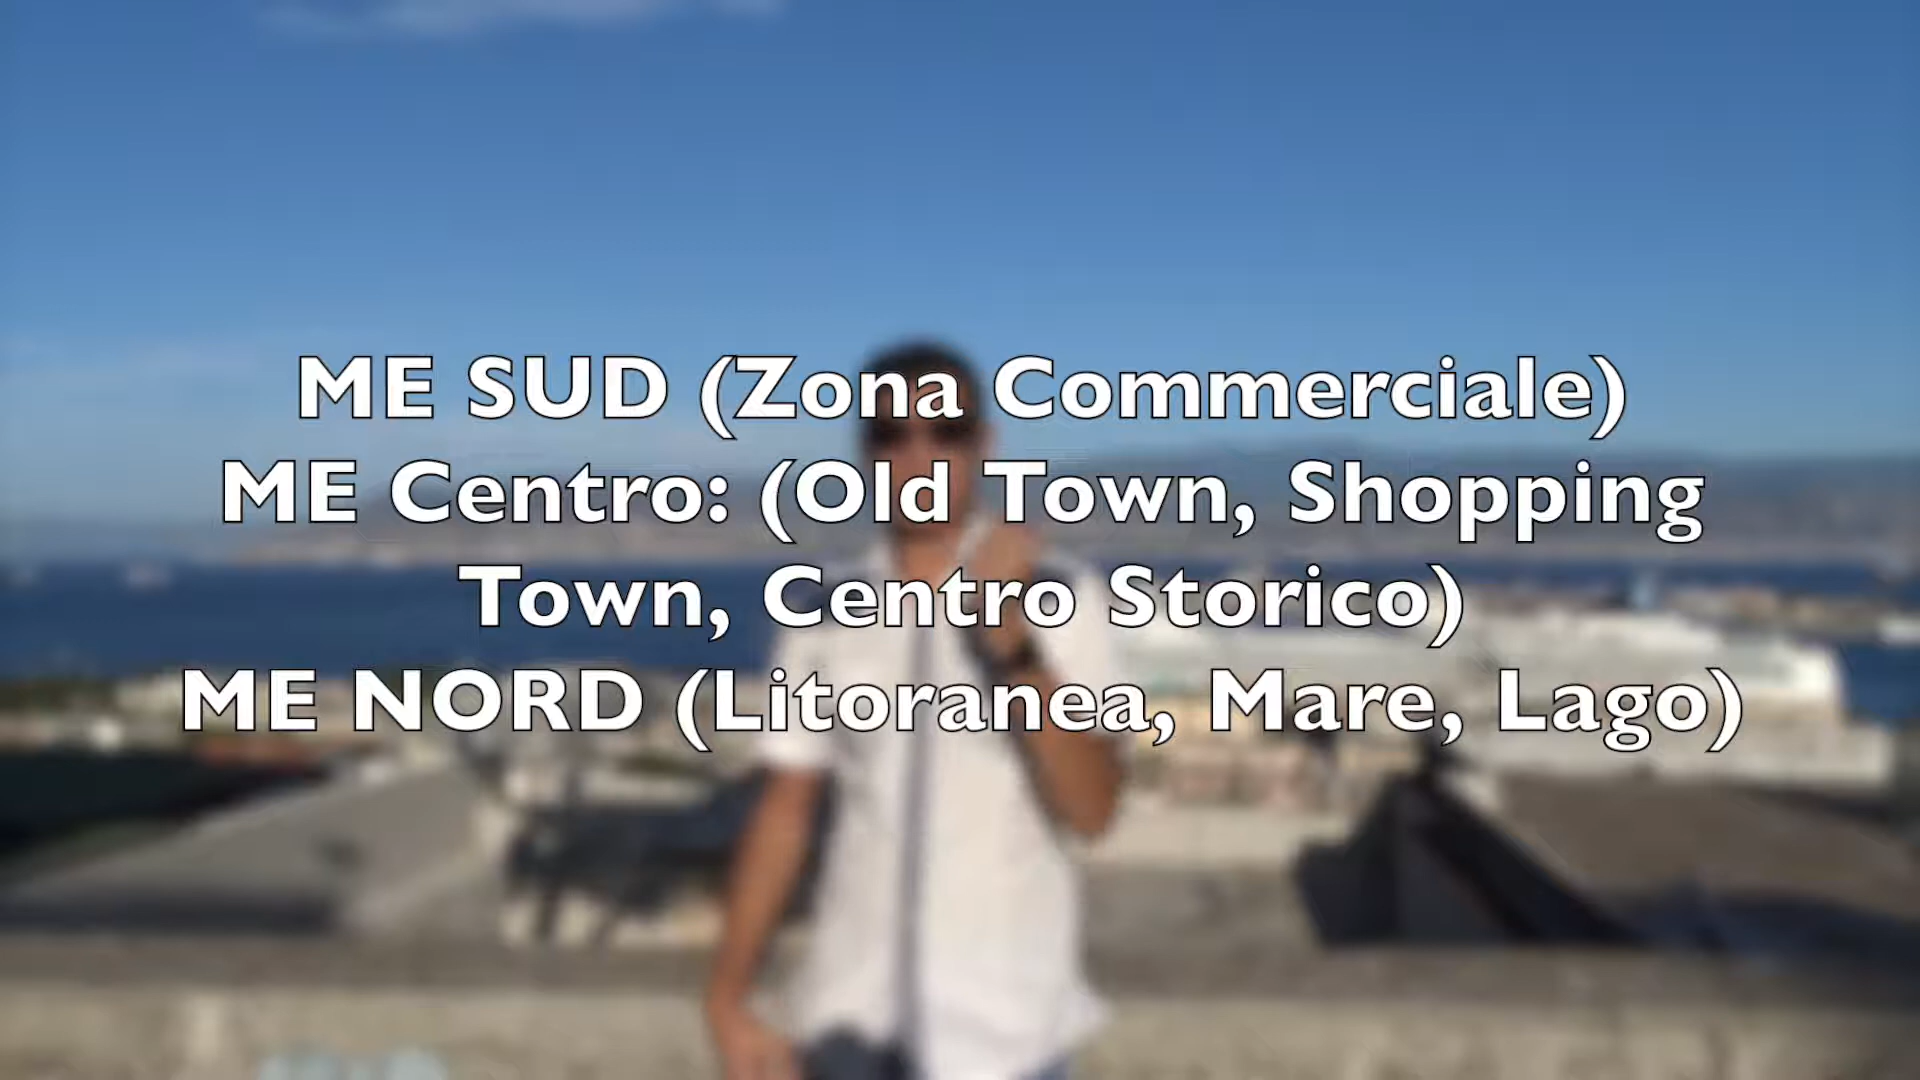 ME SUD (Zona Commerciale)
ME Centro: (Old Town, Shopping
Town, Centro Storico)
ME NORD (Litoranea, Mare, Lago)